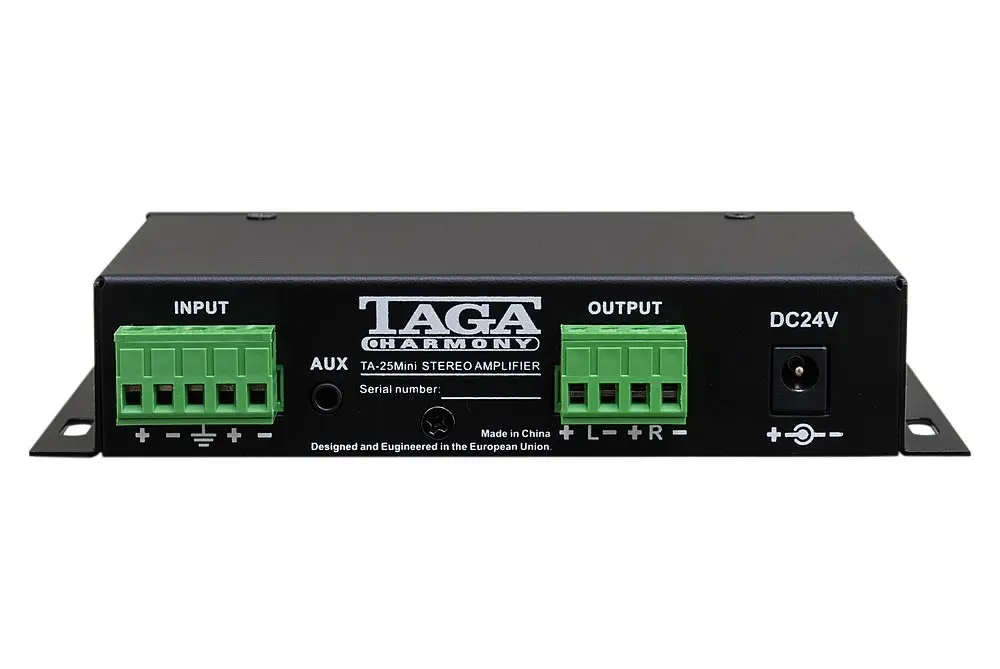 INPUT
TAGA
HARMONY
OUTPUT
DC24V
AUX
TA-25Mini STEREO AMPLIFIER
Serial number:
+ - + -
+ L - + R -
+ -
Made in China
Designed and Eugineered in the European Union.